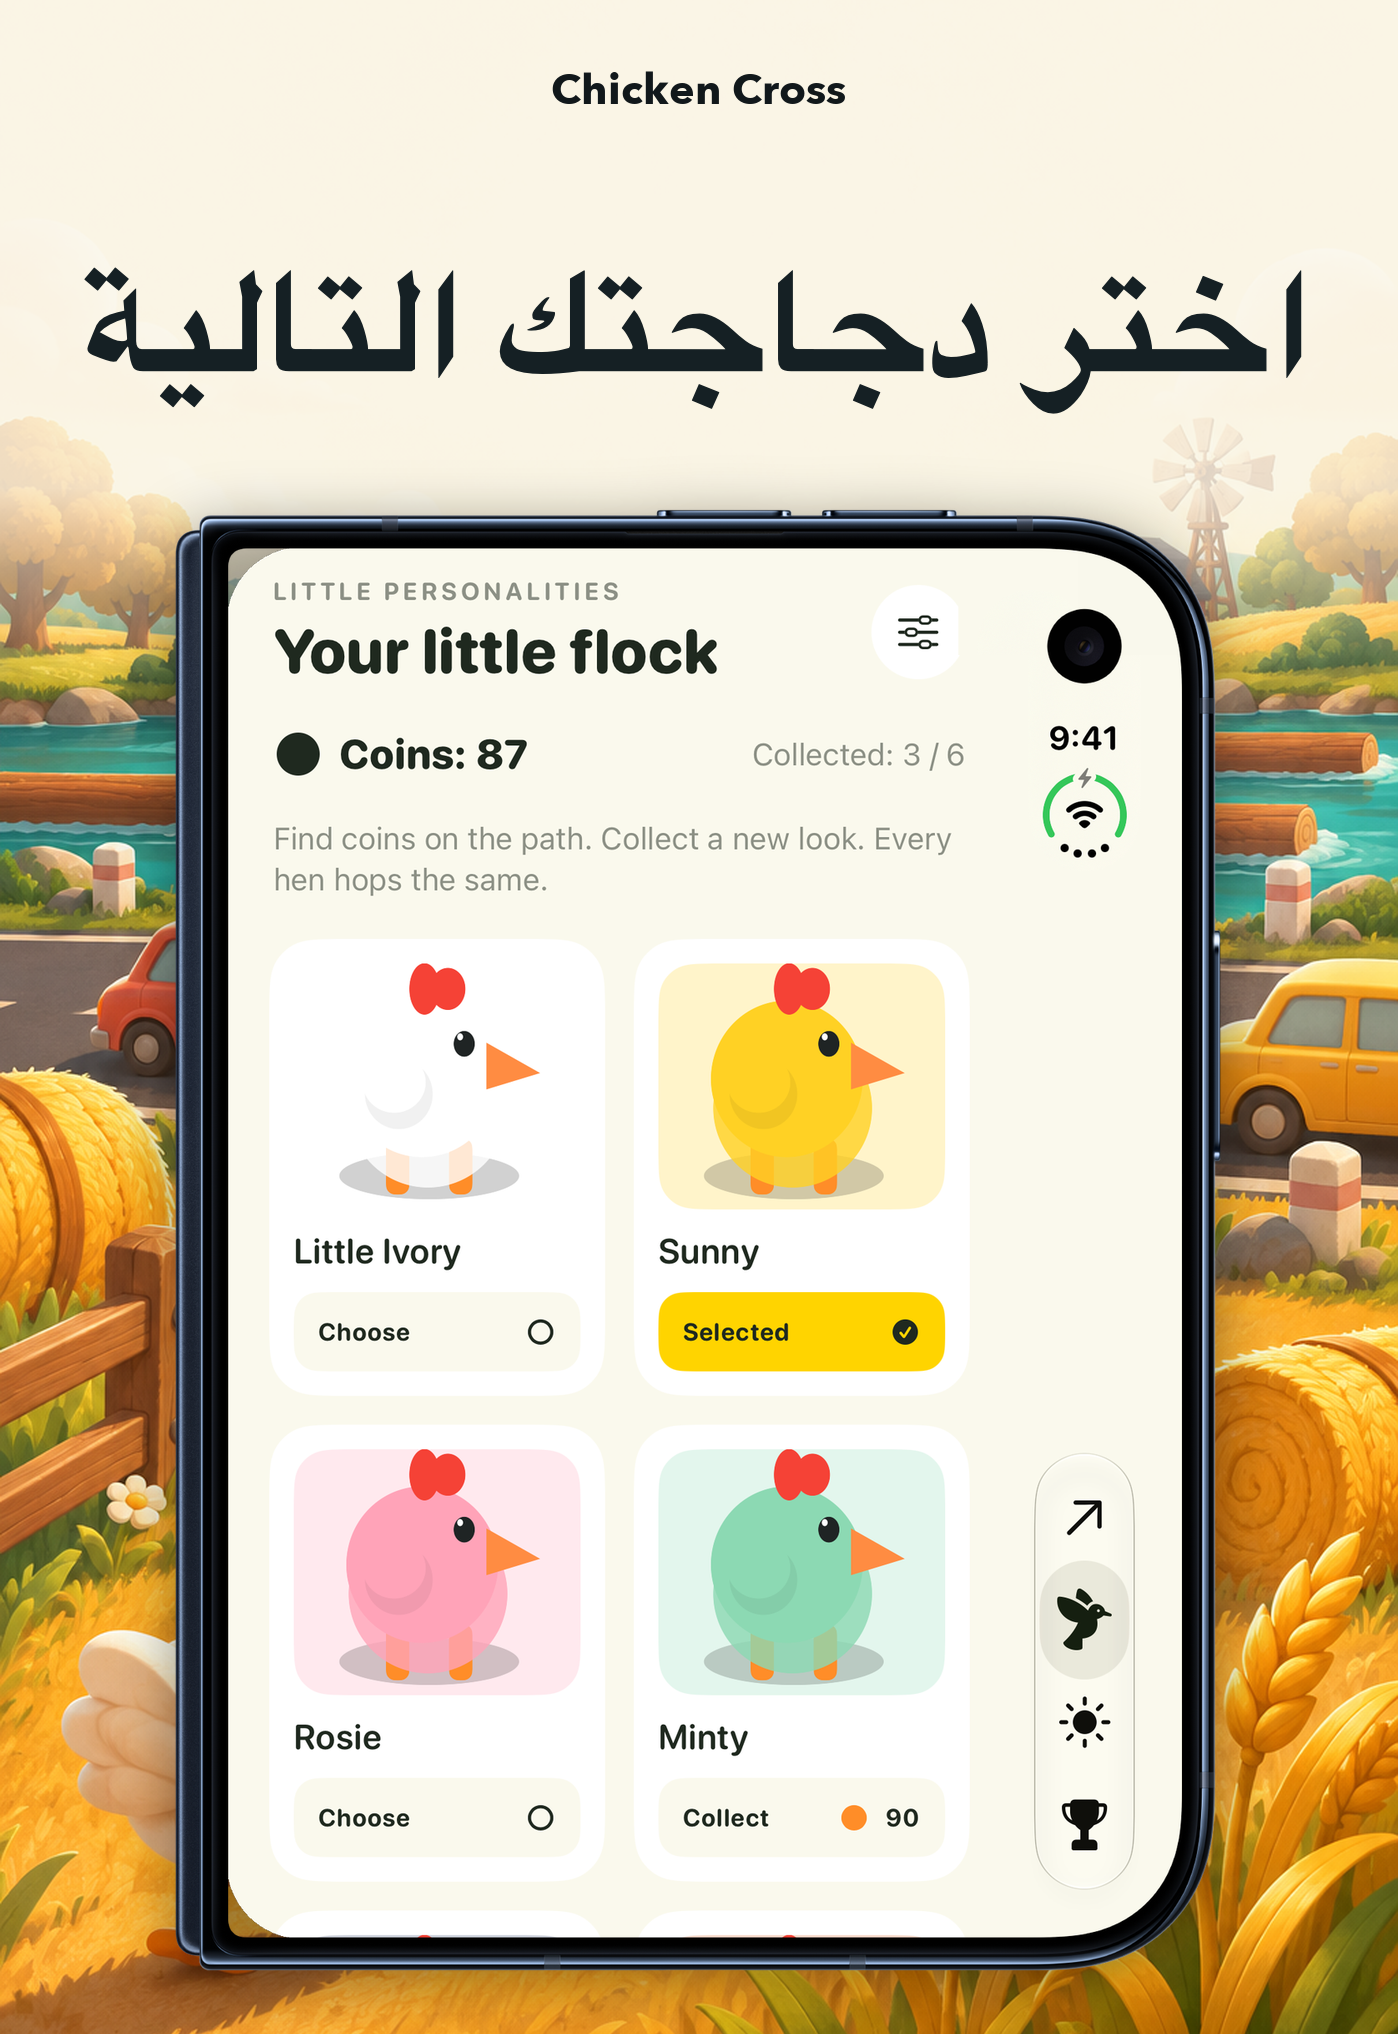 Chicken Cross
اختر دجاجتك التالية
LITTLE PERSONALITIES
Your little flock
Coins: 87
Collected: 3 / 6
9:41
Find coins on the path. Collect a new look. Every
hen hops the same.
Little Ivory
Choose
Sunny
Selected
Rosie
Choose
Minty
Collect 90